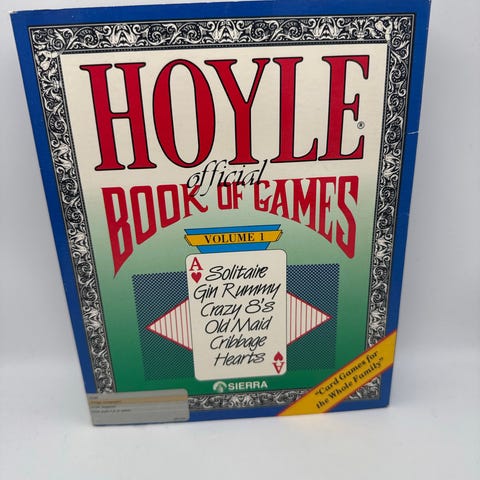 HOYLE®
official
BOOK OF GAMES
VOLUME 1
A
Solitaire
Gin Rummy
Crazy 8's
Old Maid
Cribbage
Hearts
A
SIERRA
"Card Games for
the Whole Family"